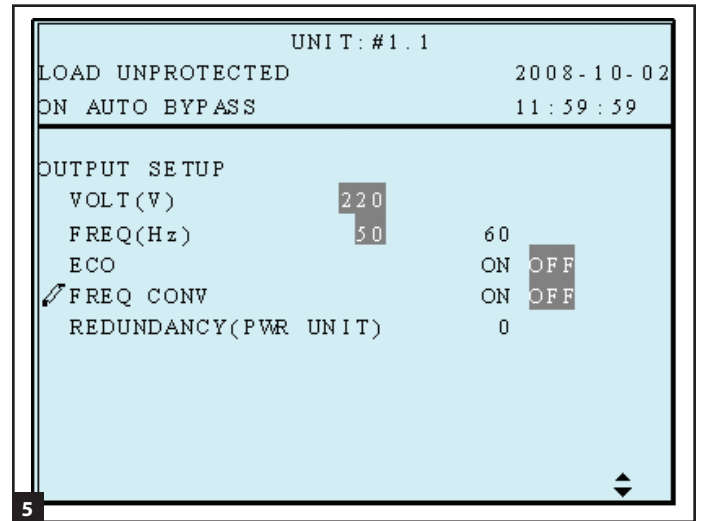 UNIT:#1.1
LOAD UNPROTECTED 2008-10-02
ON AUTO BYPASS 11:59:59
OUTPUT SETUP
VOLT(V) 220
FREQ(Hz) 50 60
ECO ON OFF
FREQ CONV ON OFF
REDUNDANCY(PWR UNIT) 0
5